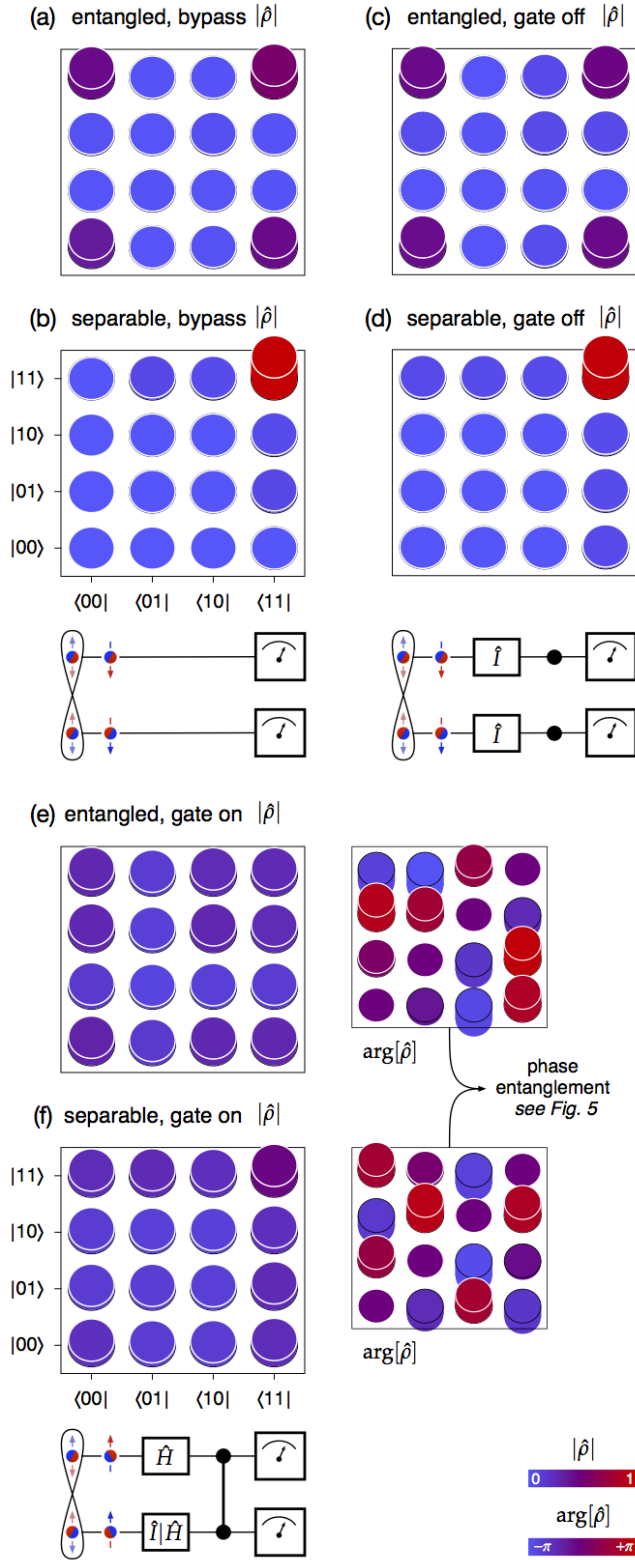 (a) entangled, bypass |ρ̂|
(c) entangled, gate off |ρ̂|
(b) separable, bypass |ρ̂|
(d) separable, gate off |ρ̂|
|11⟩
|10⟩
|01⟩
|00⟩
⟨00| ⟨01| ⟨10| ⟨11|
Î
Î
(e) entangled, gate on |ρ̂|
arg[ρ̂]
phase
entanglement
see Fig. 5
(f) separable, gate on |ρ̂|
|11⟩
|10⟩
|01⟩
|00⟩
arg[ρ̂]
⟨00| ⟨01| ⟨10| ⟨11|
Ĥ
Î|Ĥ
|ρ̂|
0 1
arg[ρ̂]
−π +π